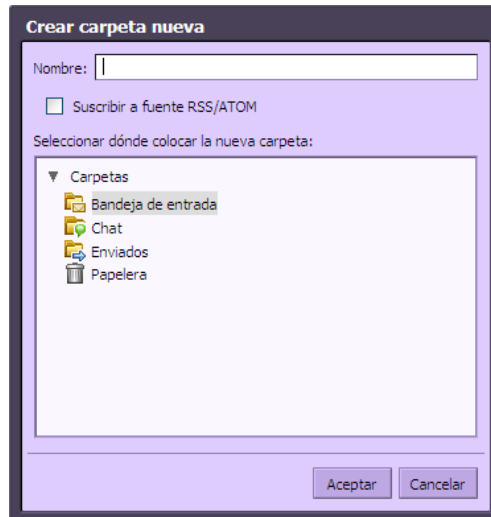 Crear carpeta nueva
Nombre:
Suscribir a fuente RSS/ATOM
Seleccionar dónde colocar la nueva carpeta:
Carpetas
Bandeja de entrada
Chat
Enviados
Papelera
Aceptar Cancelar